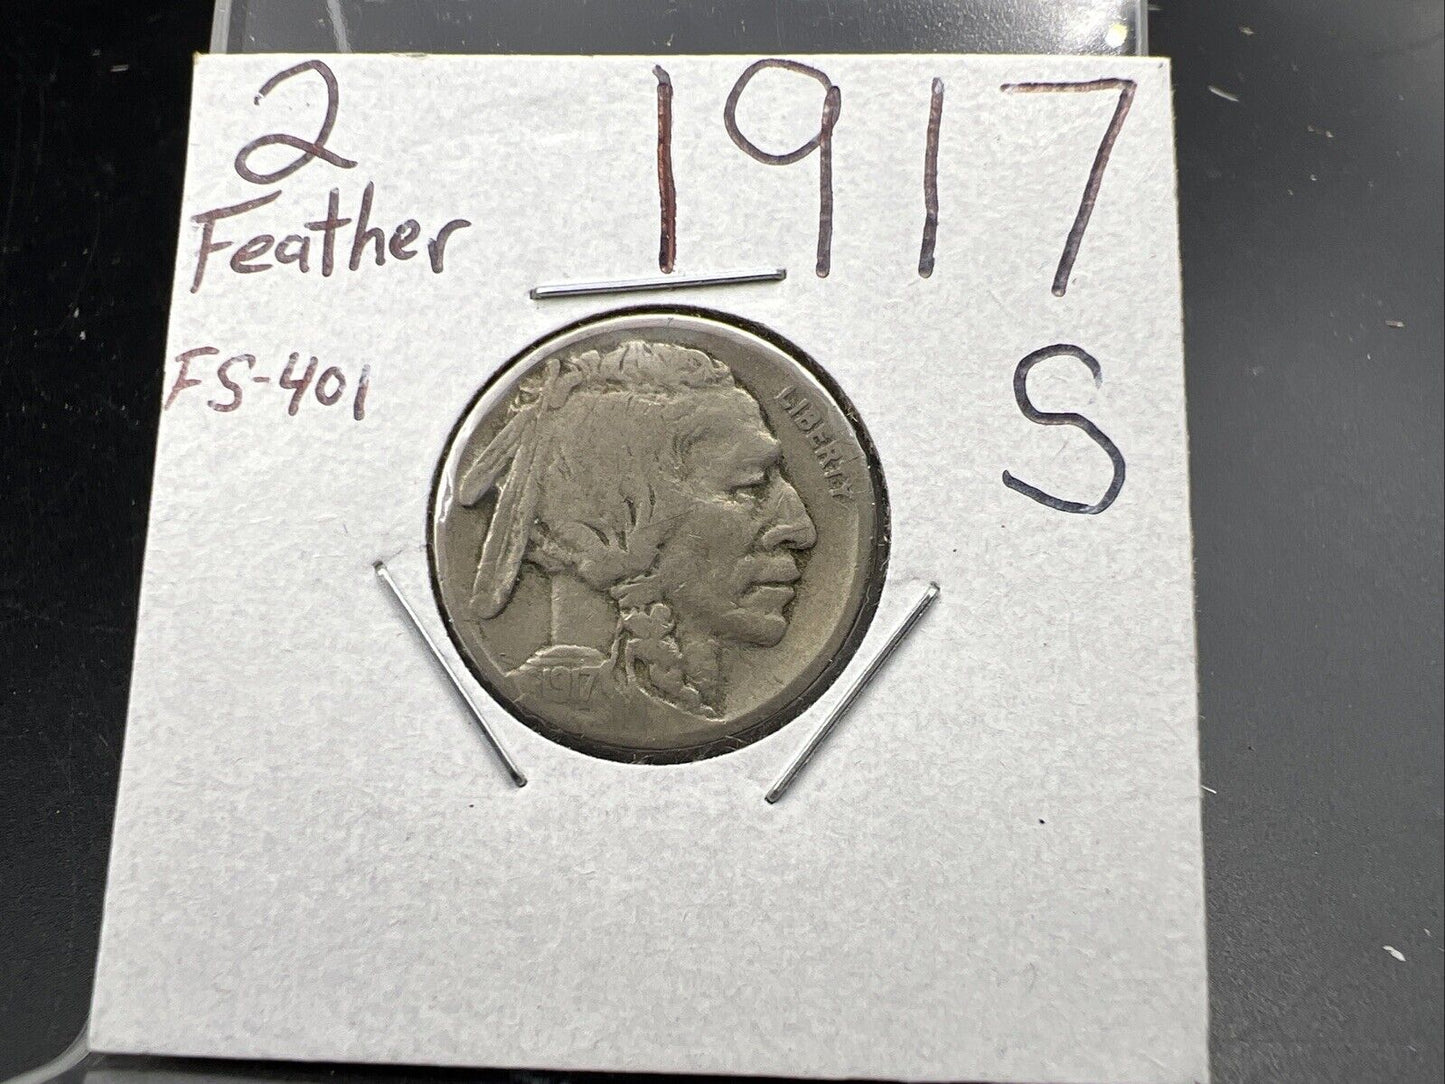 2 1917
Feather
FS-401
S
LIBERTY
1917